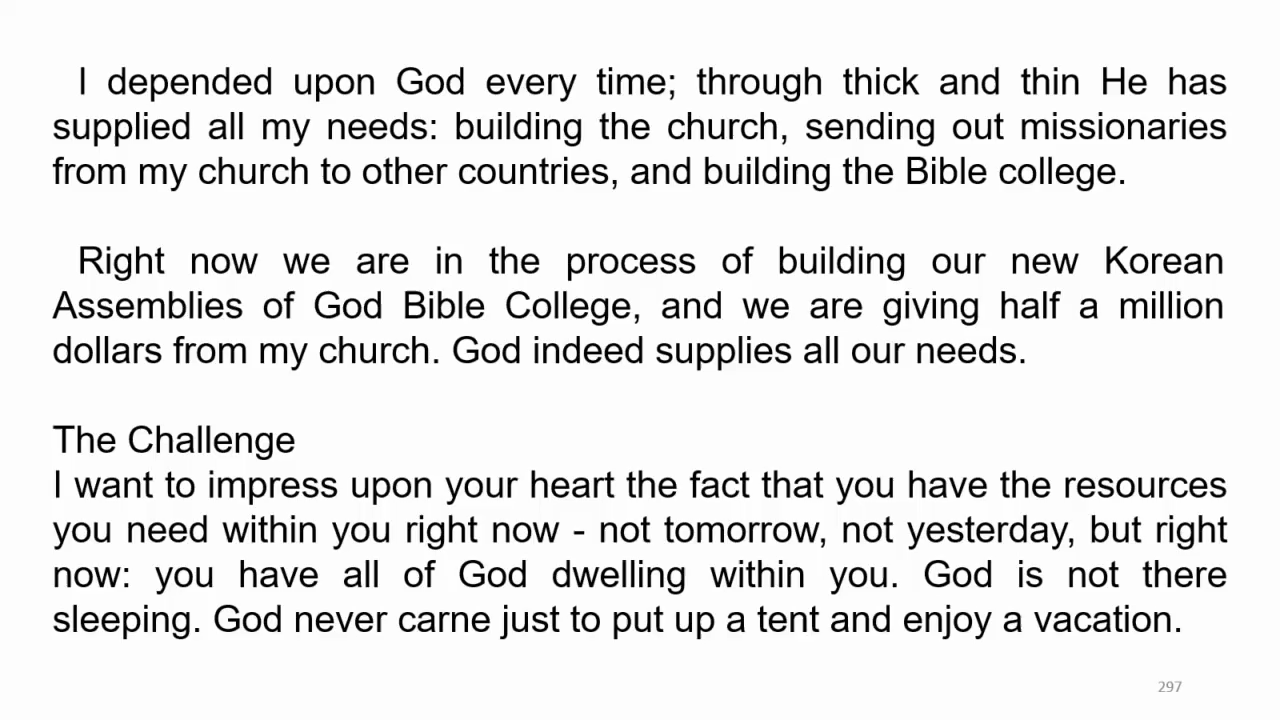 I depended upon God every time; through thick and thin He has
supplied all my needs: building the church, sending out missionaries
from my church to other countries, and building the Bible college.
Right now we are in the process of building our new Korean
Assemblies of God Bible College, and we are giving half a million
dollars from my church. God indeed supplies all our needs.
The Challenge
I want to impress upon your heart the fact that you have the resources
you need within you right now - not tomorrow, not yesterday, but right
now: you have all of God dwelling within you. God is not there
sleeping. God never carne just to put up a tent and enjoy a vacation.
297